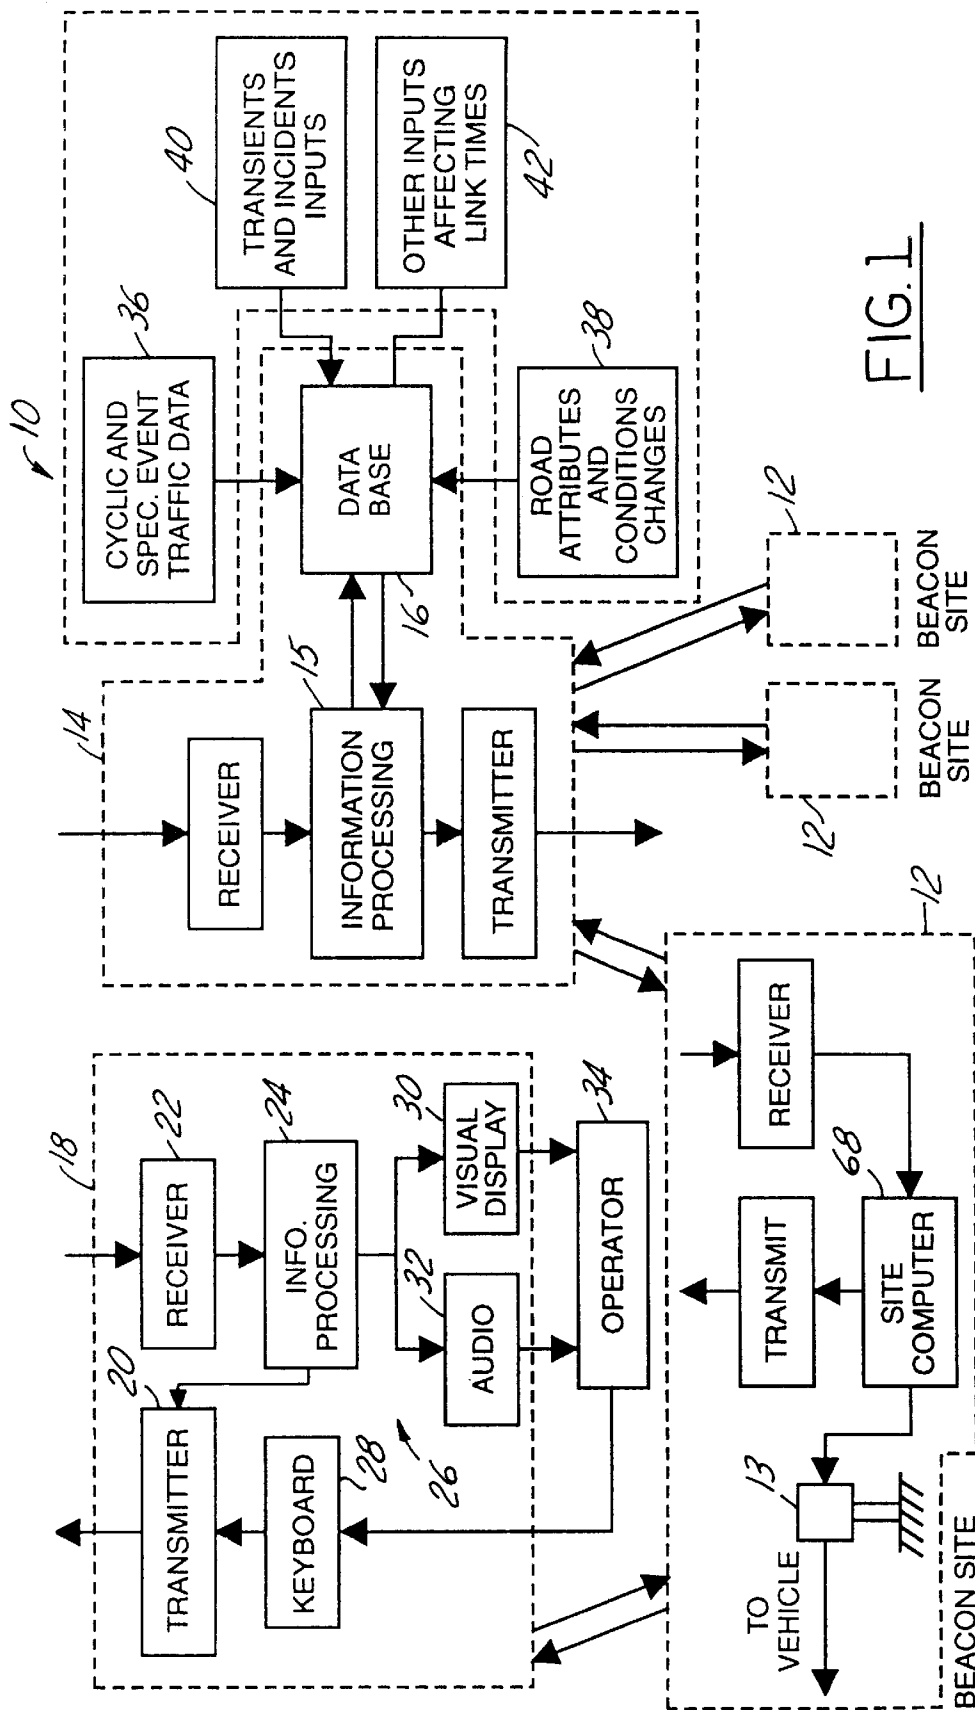 10
36
CYCLIC AND
SPEC. EVENT
TRAFFIC DATA
40
TRANSIENTS
AND INCIDENTS
INPUTS
OTHER INPUTS
AFFECTING
LINK TIMES
42
DATA
BASE
16
38
ROAD
ATTRIBUTES
AND
CONDITIONS
CHANGES
14
RECEIVER
15
INFORMATION
PROCESSING
TRANSMITTER
18
20
TRANSMITTER
22
RECEIVER
24
INFO.
PROCESSING
KEYBOARD
28
26
32
AUDIO
30
VISUAL
DISPLAY
34
OPERATOR
12
RECEIVER
TRANSMIT
68
SITE
COMPUTER
13
TO
VEHICLE
BEACON SITE
12
BEACON
SITE
12
BEACON
SITE
FIG. 1